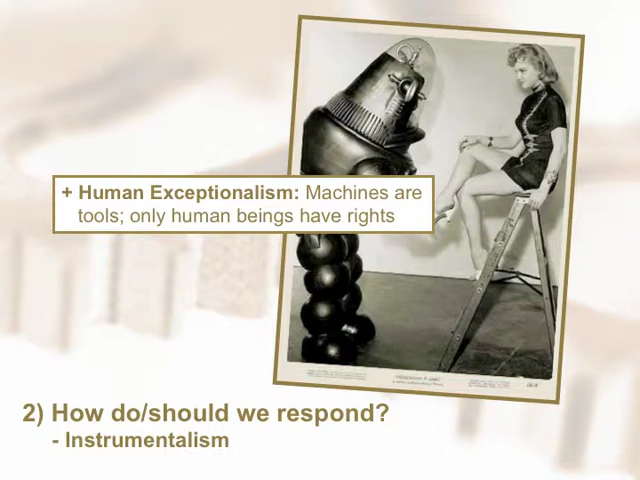 + Human Exceptionalism: Machines are
tools; only human beings have rights
2) How do/should we respond?
- Instrumentalism